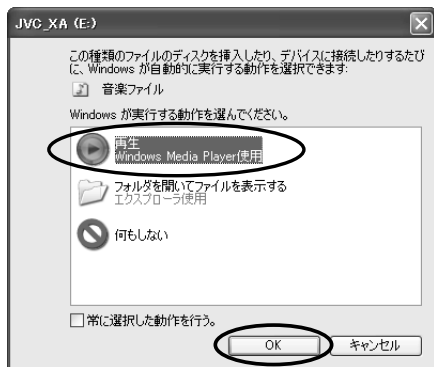 JVC_XA (E:)
この種類のファイルのディスクを挿入したり、デバイスに接続したりするたび
に、Windows が自動的に実行する動作を選択できます:
音楽ファイル
Windows が実行する動作を選んでください。
再生
Windows Media Player使用
フォルダを開いてファイルを表示する
エクスプローラ使用
何もしない
常に選択した動作を行う。
OK
キャンセル